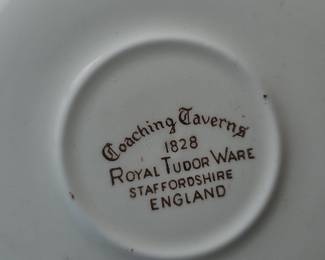 Coaching Taverns
1828
ROYAL TUDOR WARE
STAFFORDSHIRE
ENGLAND